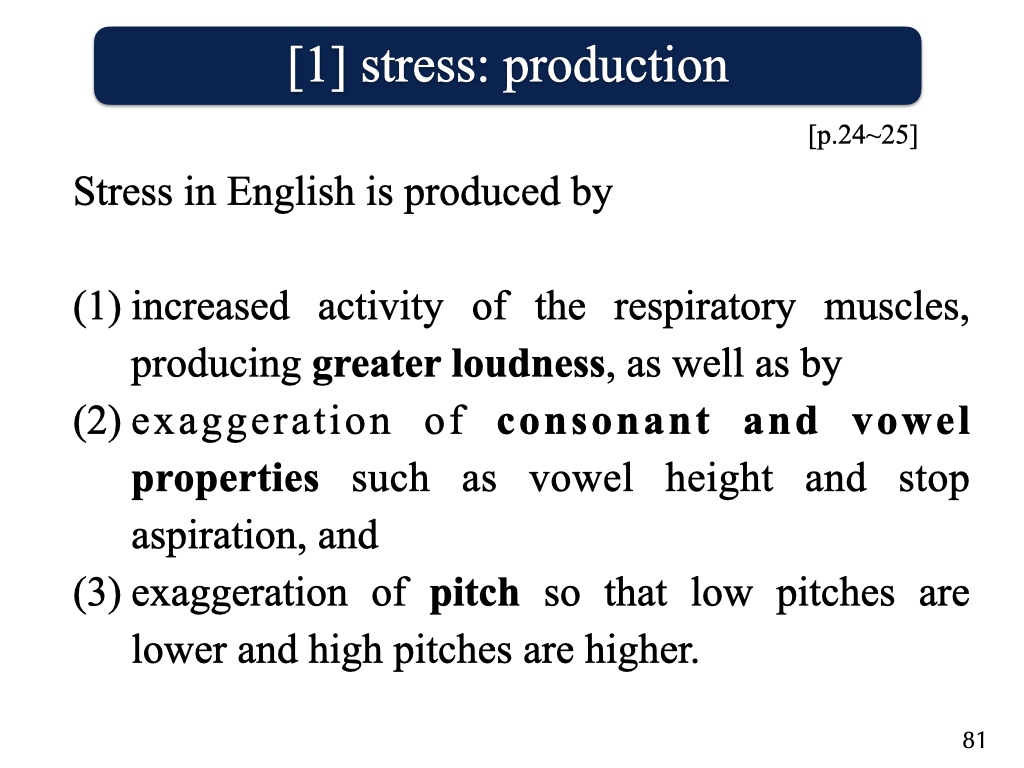 [1] stress: production
[p.24~25]
Stress in English is produced by
(1) increased activity of the respiratory muscles,
producing greater loudness, as well as by
(2) exaggeration of consonant and vowel
properties such as vowel height and stop
aspiration, and
(3) exaggeration of pitch so that low pitches are
lower and high pitches are higher.
81